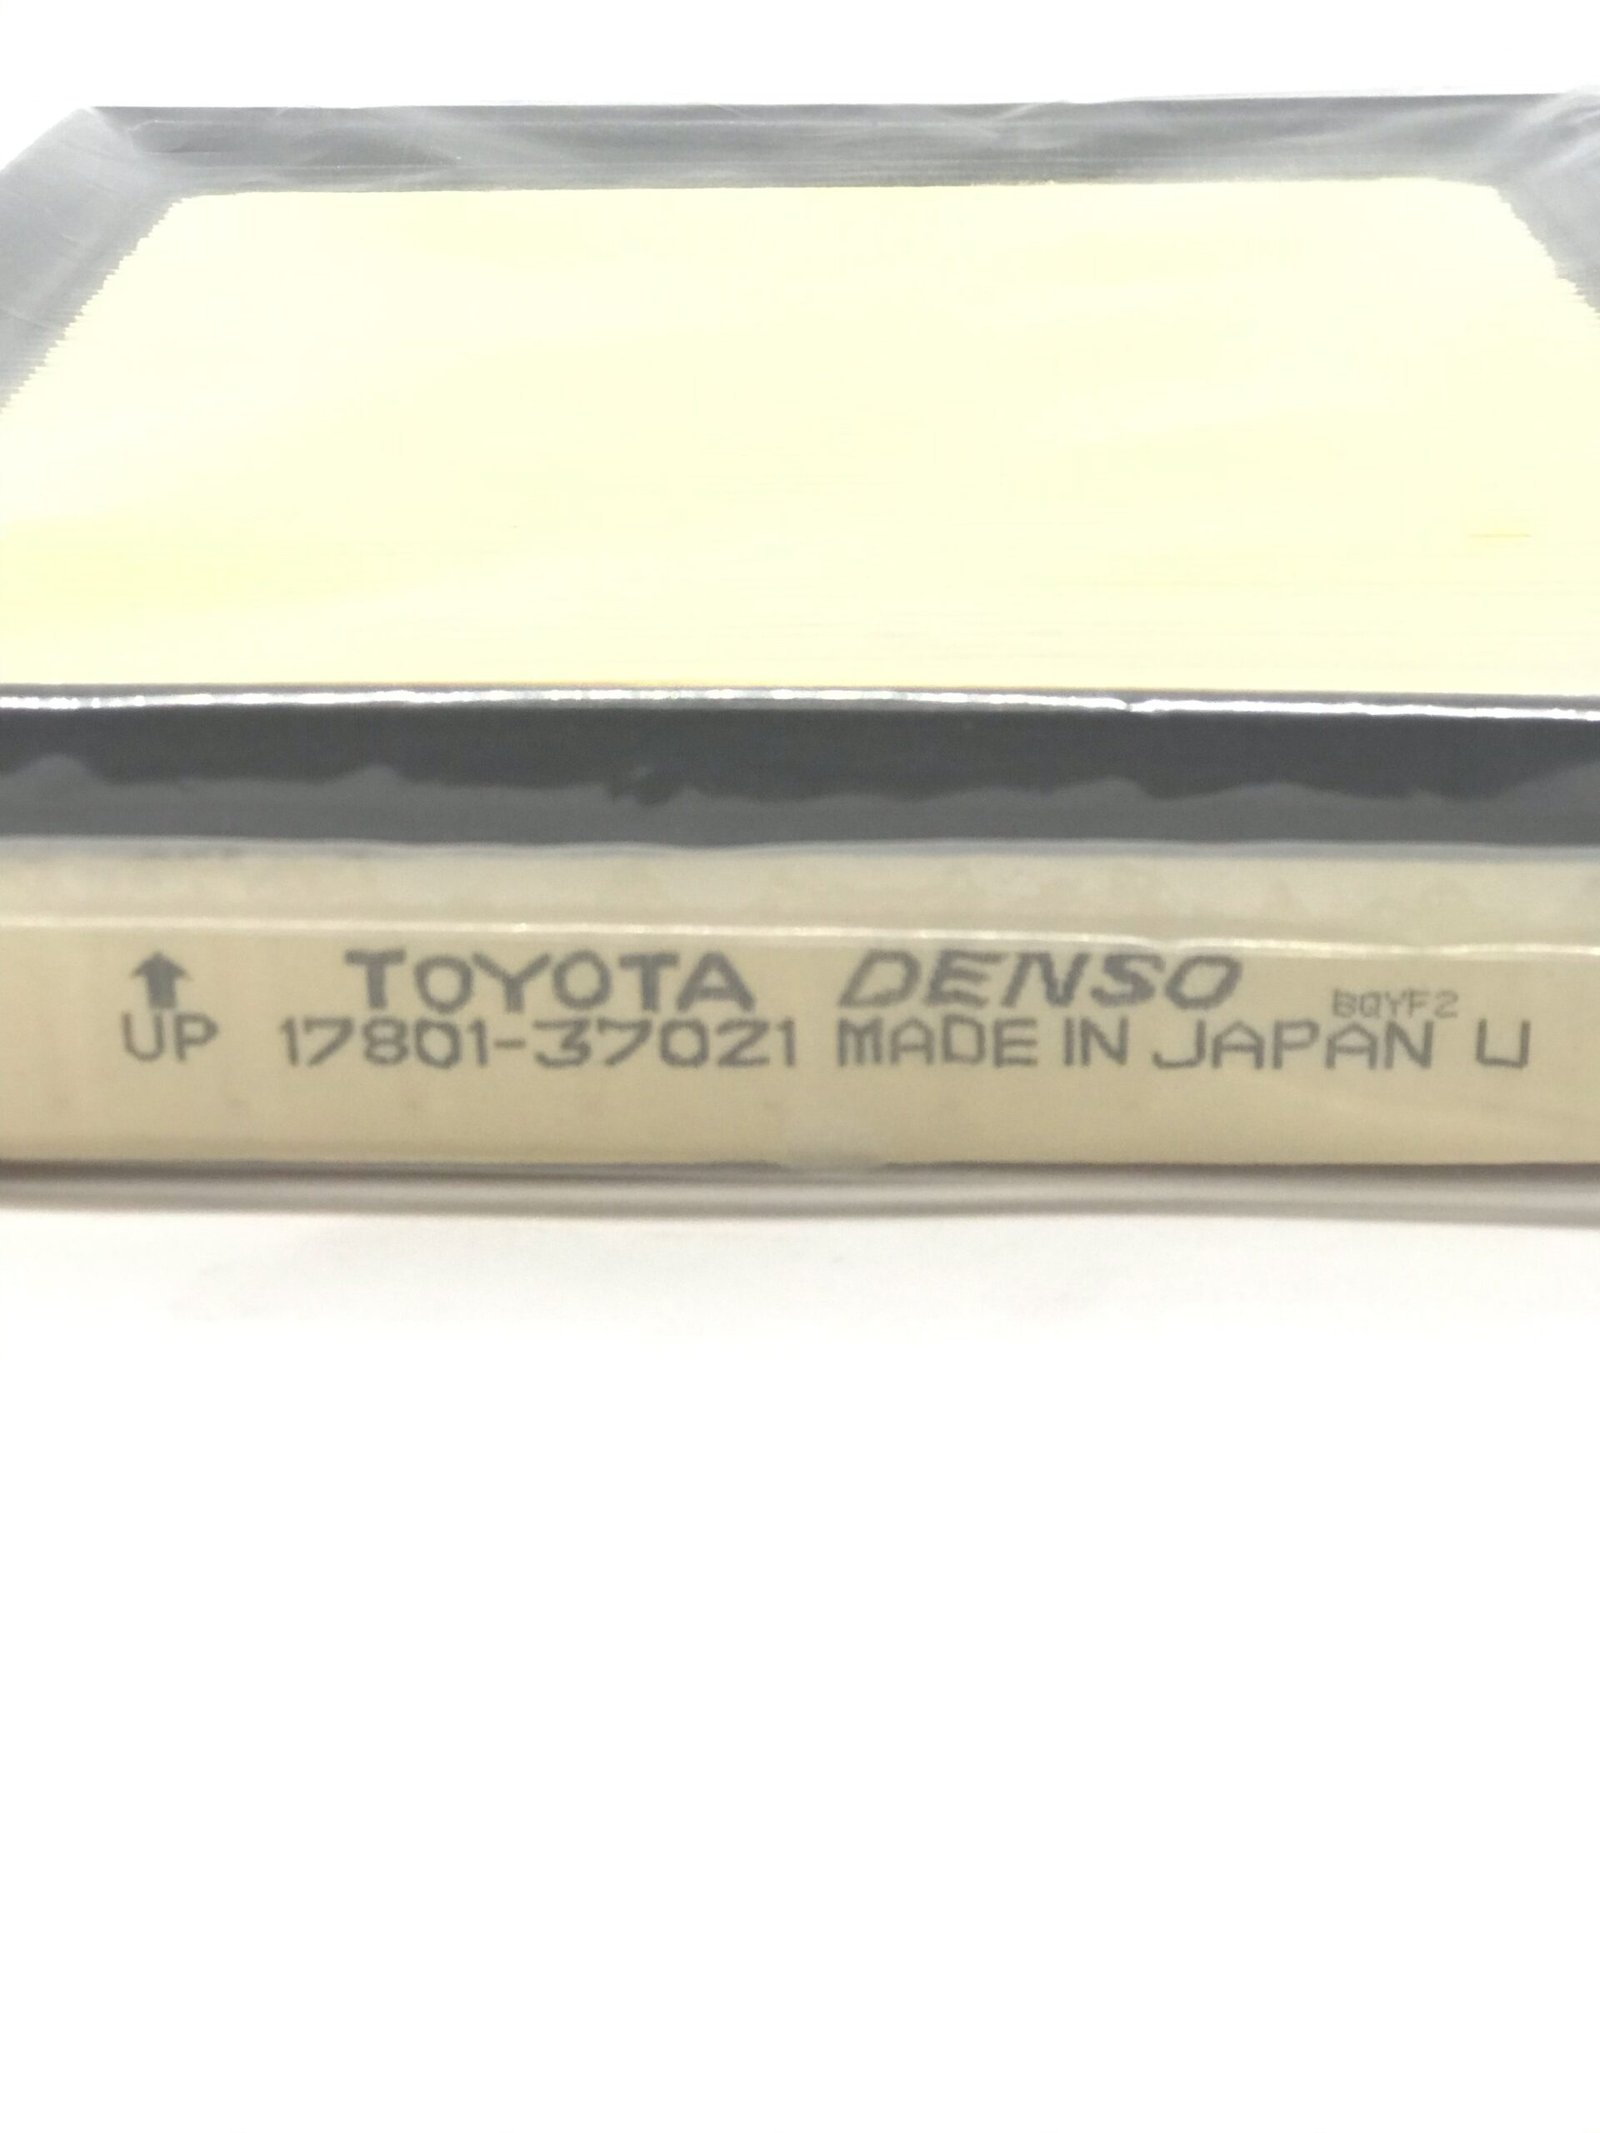 ↑ TOYOTA DENSO BQYF2
UP 17801-37021 MADE IN JAPAN U